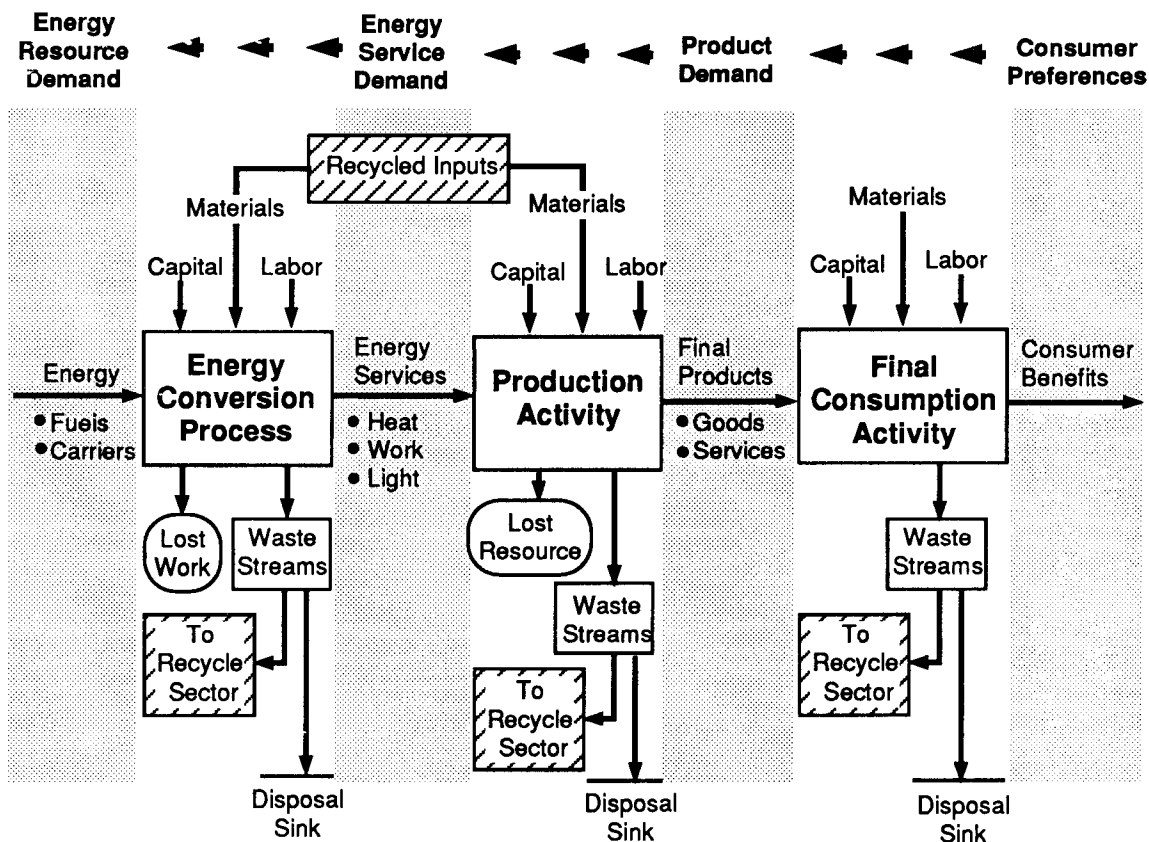 Energy
Resource
Demand
Energy
Service
Demand
Product
Demand
Consumer
Preferences
Recycled Inputs
Materials
Materials
Materials
Capital
Labor
Capital
Labor
Capital
Labor
Energy
• Fuels
• Carriers
Energy
Conversion
Process
Energy
Services
• Heat
• Work
• Light
Production
Activity
Final
Products
• Goods
• Services
Final
Consumption
Activity
Consumer
Benefits
Lost
Work
Waste
Streams
To
Recycle
Sector
Disposal
Sink
Lost
Resource
Waste
Streams
To
Recycle
Sector
Disposal
Sink
Waste
Streams
To
Recycle
Sector
Disposal
Sink